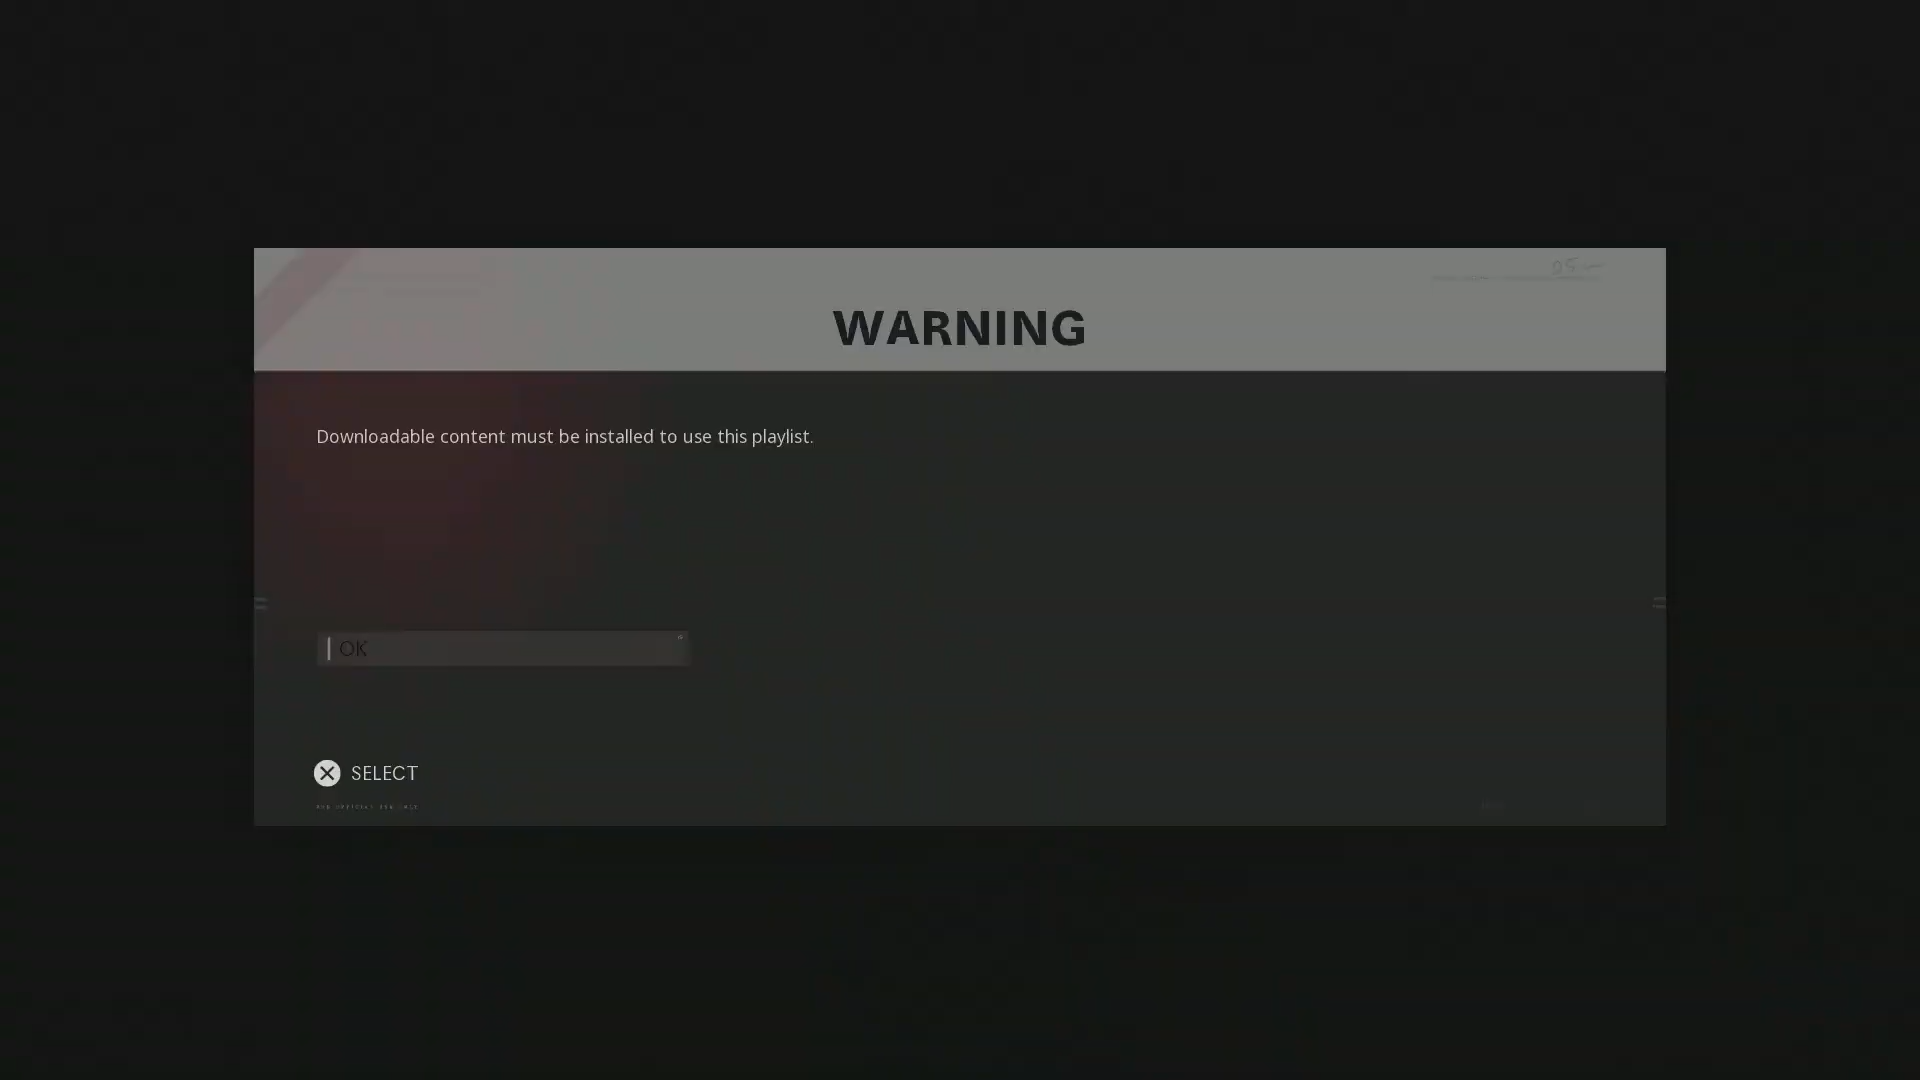 WARNING
Downloadable content must be installed to use this playlist.
OK
SELECT